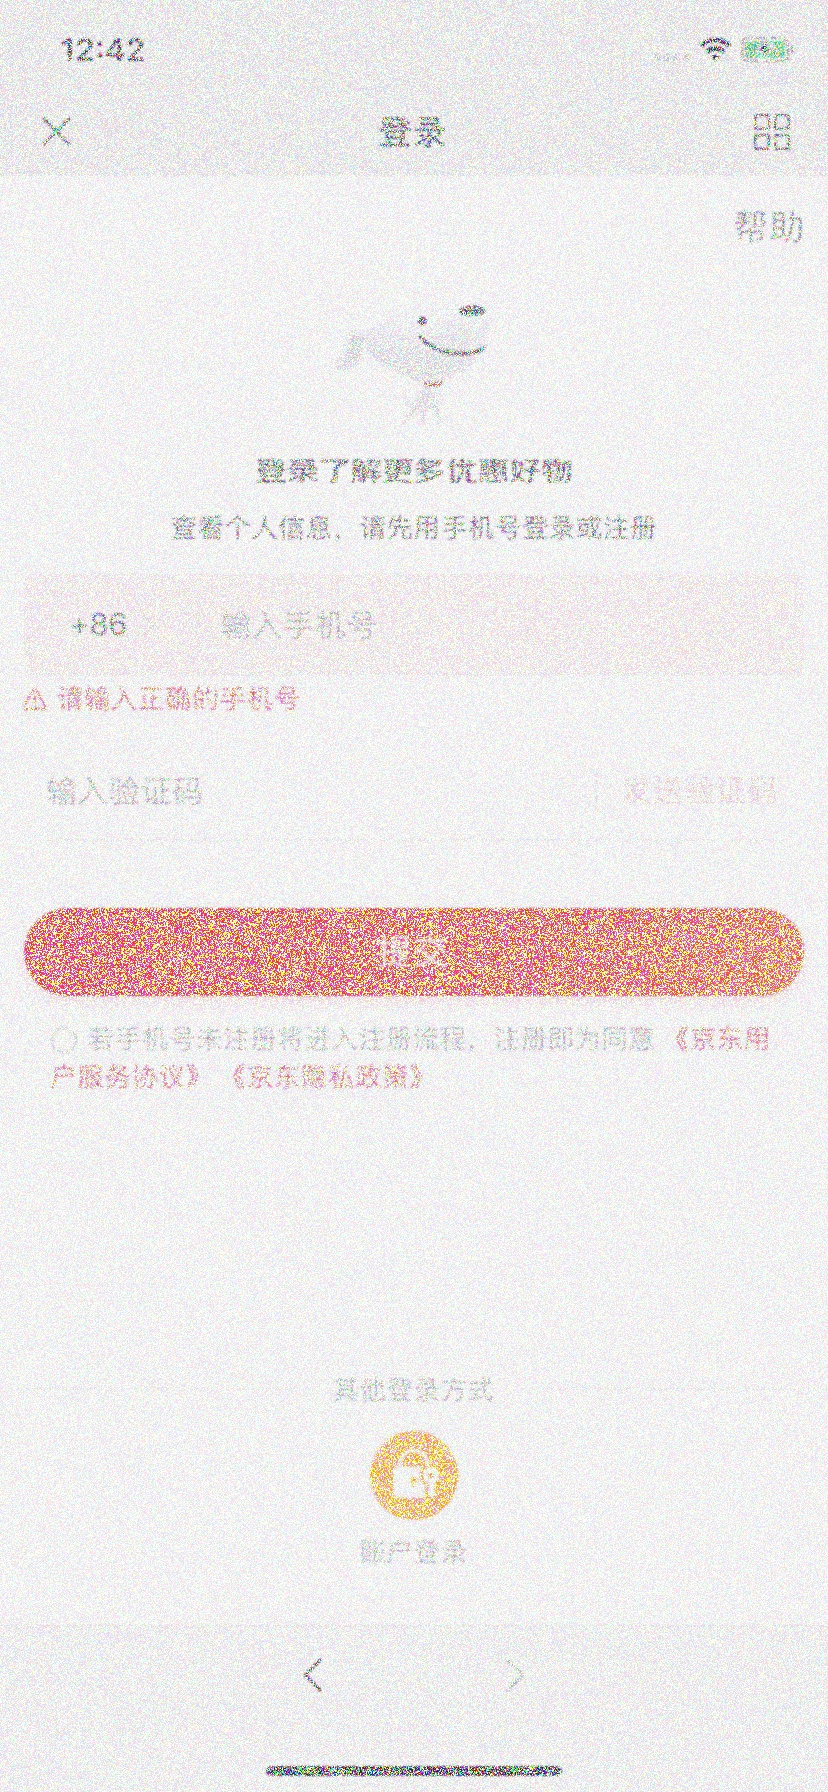 12:42
登录
帮助
登录了解更多优惠好物
查看个人信息，请先用手机号登录或注册
+86 输入手机号
请输入正确的手机号
输入验证码 发送验证码
提交
若手机号未注册将进入注册流程，注册即为同意 《京东用
户服务协议》 《京东隐私政策》
其他登录方式
账户登录